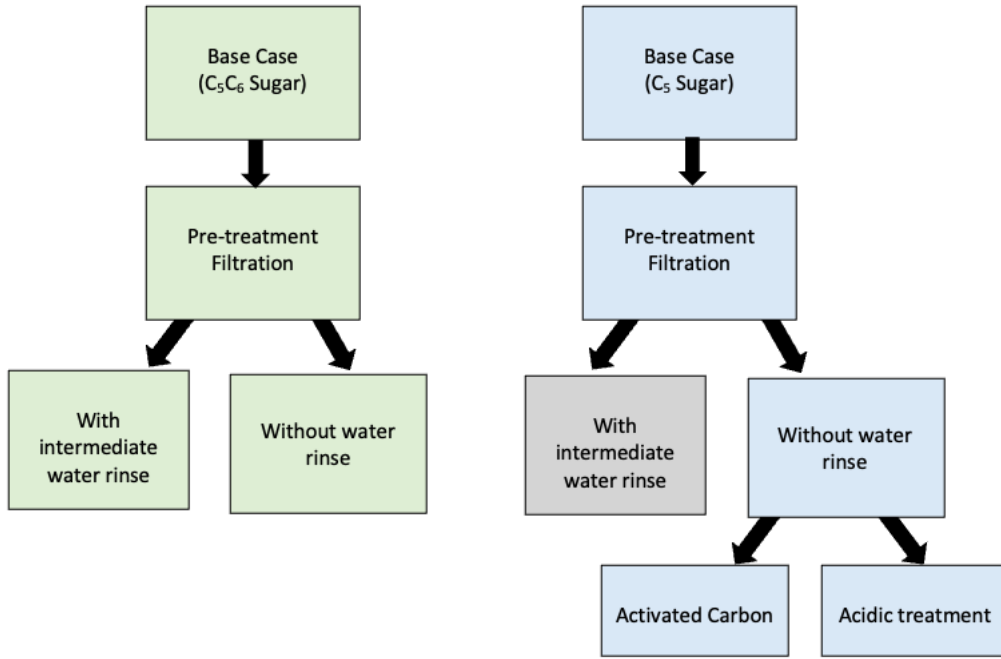 Base Case
(C₅C₆ Sugar)
Pre-treatment
Filtration
With
intermediate
water rinse
Without water
rinse
Base Case
(C₅ Sugar)
Pre-treatment
Filtration
With
intermediate
water rinse
Without water
rinse
Activated Carbon
Acidic treatment